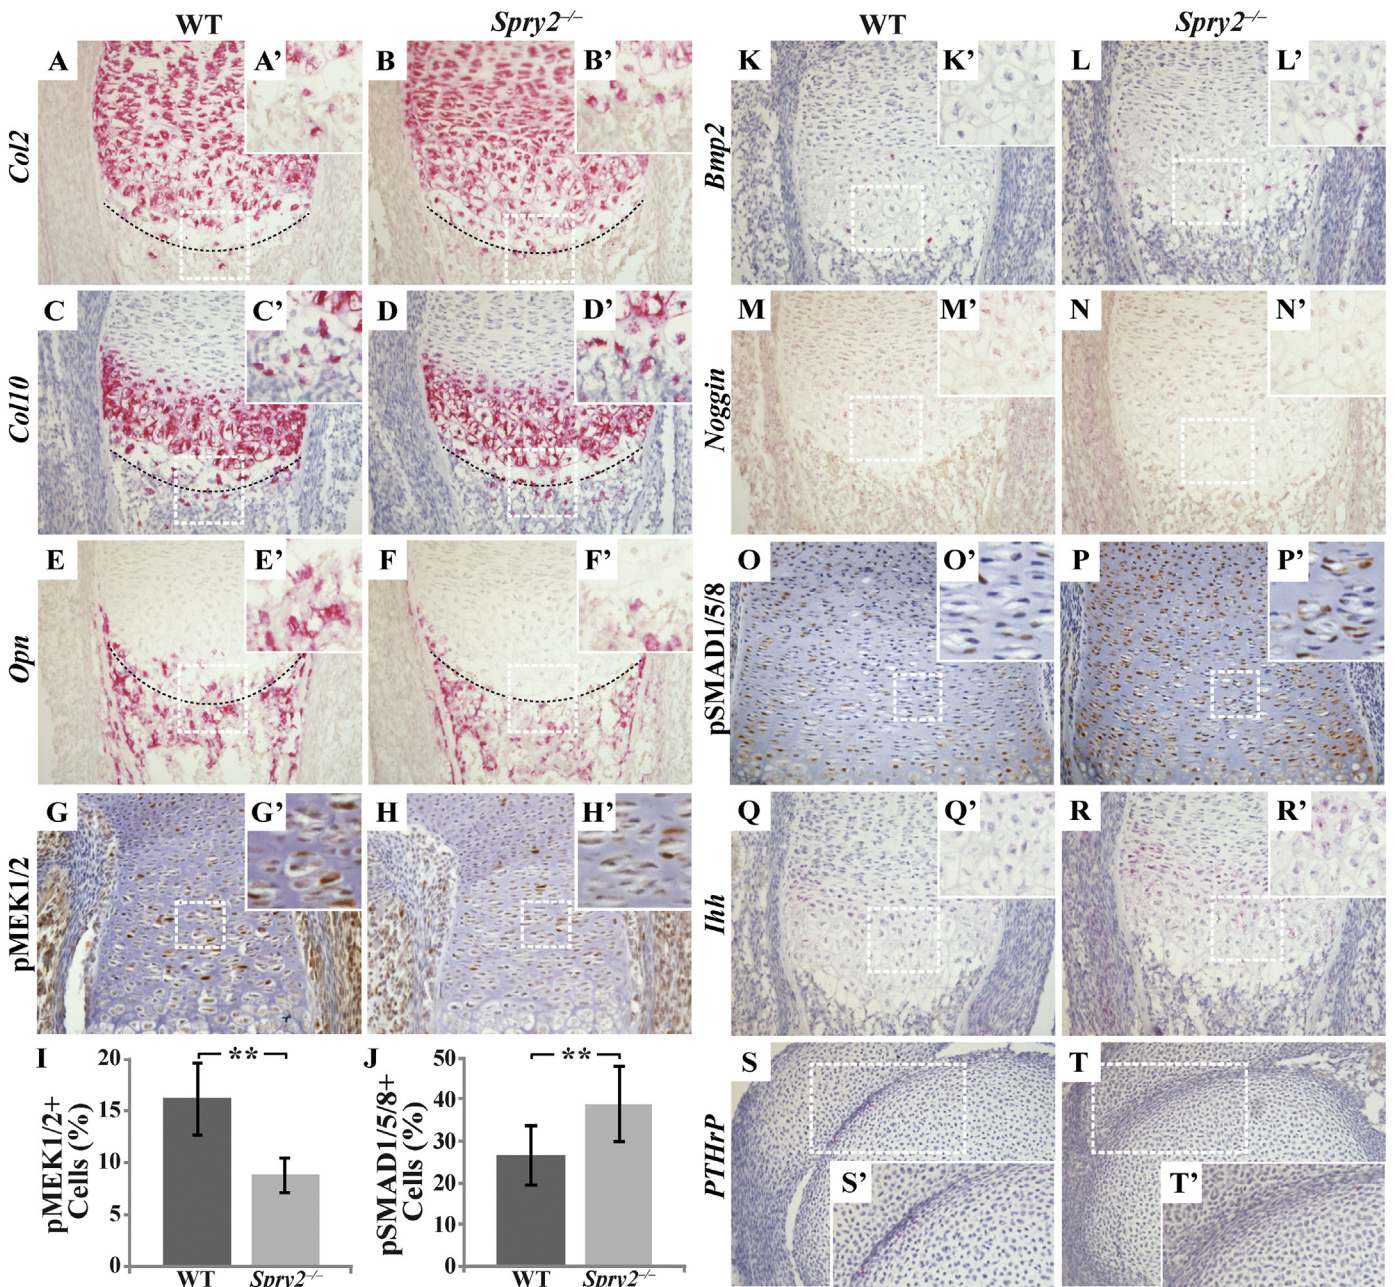 WT
Spry2–/–
WT
Spry2–/–
A
A'
B
B'
Col2
C
C'
D
D'
Col10
E
E'
F
F'
Opn
G
G'
H
H'
pMEK1/2
I
20
15
10
5
0
pMEK1/2+
Cells (%)
**
WT
Spry2–/–
J
50
40
30
20
10
0
pSMAD1/5/8+
Cells (%)
**
WT
Spry2–/–
K
K'
L
L'
Bmp2
M
M'
N
N'
Noggin
O
O'
P
P'
pSMAD1/5/8
Q
Q'
R
R'
Ihh
S
S'
T
T'
PTHrP